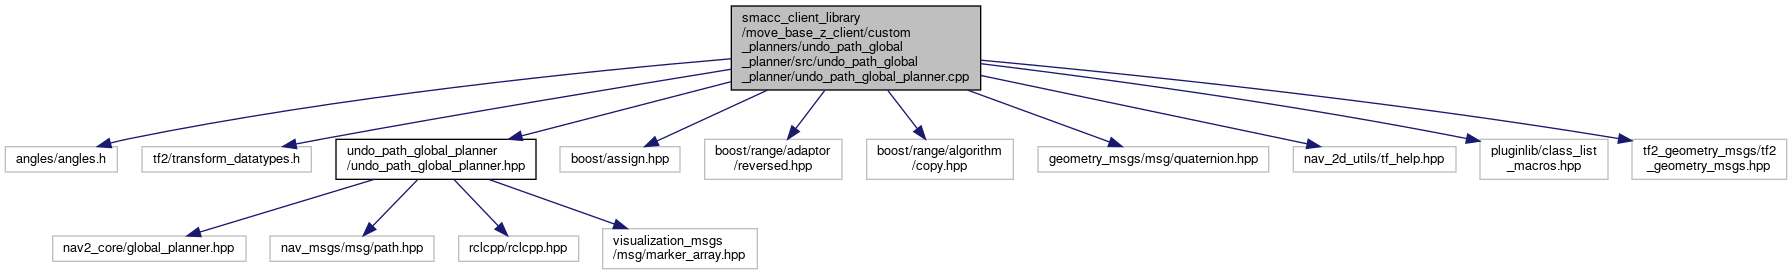 smacc_client_library
/move_base_z_client/custom
_planners/undo_path_global
_planner/src/undo_path_global
_planner/undo_path_global_planner.cpp
angles/angles.h
tf2/transform_datatypes.h
undo_path_global_planner
/undo_path_global_planner.hpp
boost/assign.hpp
boost/range/adaptor
/reversed.hpp
boost/range/algorithm
/copy.hpp
geometry_msgs/msg/quaternion.hpp
nav_2d_utils/tf_help.hpp
pluginlib/class_list
_macros.hpp
tf2_geometry_msgs/tf2
_geometry_msgs.hpp
nav2_core/global_planner.hpp
nav_msgs/msg/path.hpp
rclcpp/rclcpp.hpp
visualization_msgs
/msg/marker_array.hpp